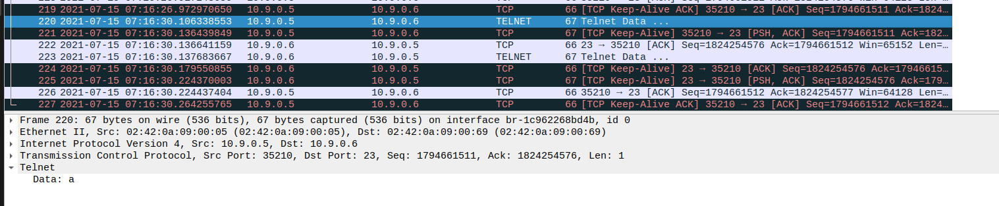 219 2021-07-15 07:16:26.972970650 10.9.0.5 10.9.0.6 TCP 66 [TCP Keep-Alive ACK] 35210 → 23 [ACK] Seq=1794661511 Ack=1824…
220 2021-07-15 07:16:30.106338553 10.9.0.5 10.9.0.6 TELNET 67 Telnet Data ...
221 2021-07-15 07:16:30.136439849 10.9.0.5 10.9.0.6 TCP 67 [TCP Keep-Alive] 35210 → 23 [PSH, ACK] Seq=1794661511 Ack=182…
222 2021-07-15 07:16:30.136641159 10.9.0.6 10.9.0.5 TCP 66 23 → 35210 [ACK] Seq=1824254576 Ack=1794661512 Win=65152 Len=…
223 2021-07-15 07:16:30.137683667 10.9.0.6 10.9.0.5 TELNET 67 Telnet Data ...
224 2021-07-15 07:16:30.179550855 10.9.0.6 10.9.0.5 TCP 66 [TCP Keep-Alive] 23 → 35210 [ACK] Seq=1824254576 Ack=17946615…
225 2021-07-15 07:16:30.224370003 10.9.0.6 10.9.0.5 TCP 67 [TCP Keep-Alive] 23 → 35210 [PSH, ACK] Seq=1824254576 Ack=179…
226 2021-07-15 07:16:30.224437404 10.9.0.5 10.9.0.6 TCP 66 35210 → 23 [ACK] Seq=1794661512 Ack=1824254577 Win=64128 Len=…
227 2021-07-15 07:16:30.264255765 10.9.0.5 10.9.0.6 TCP 66 [TCP Keep-Alive ACK] 35210 → 23 [ACK] Seq=1794661512 Ack=1824…
Frame 220: 67 bytes on wire (536 bits), 67 bytes captured (536 bits) on interface br-1c962268bd4b, id 0
Ethernet II, Src: 02:42:0a:09:00:05 (02:42:0a:09:00:05), Dst: 02:42:0a:09:00:69 (02:42:0a:09:00:69)
Internet Protocol Version 4, Src: 10.9.0.5, Dst: 10.9.0.6
Transmission Control Protocol, Src Port: 35210, Dst Port: 23, Seq: 1794661511, Ack: 1824254576, Len: 1
Telnet
Data: a